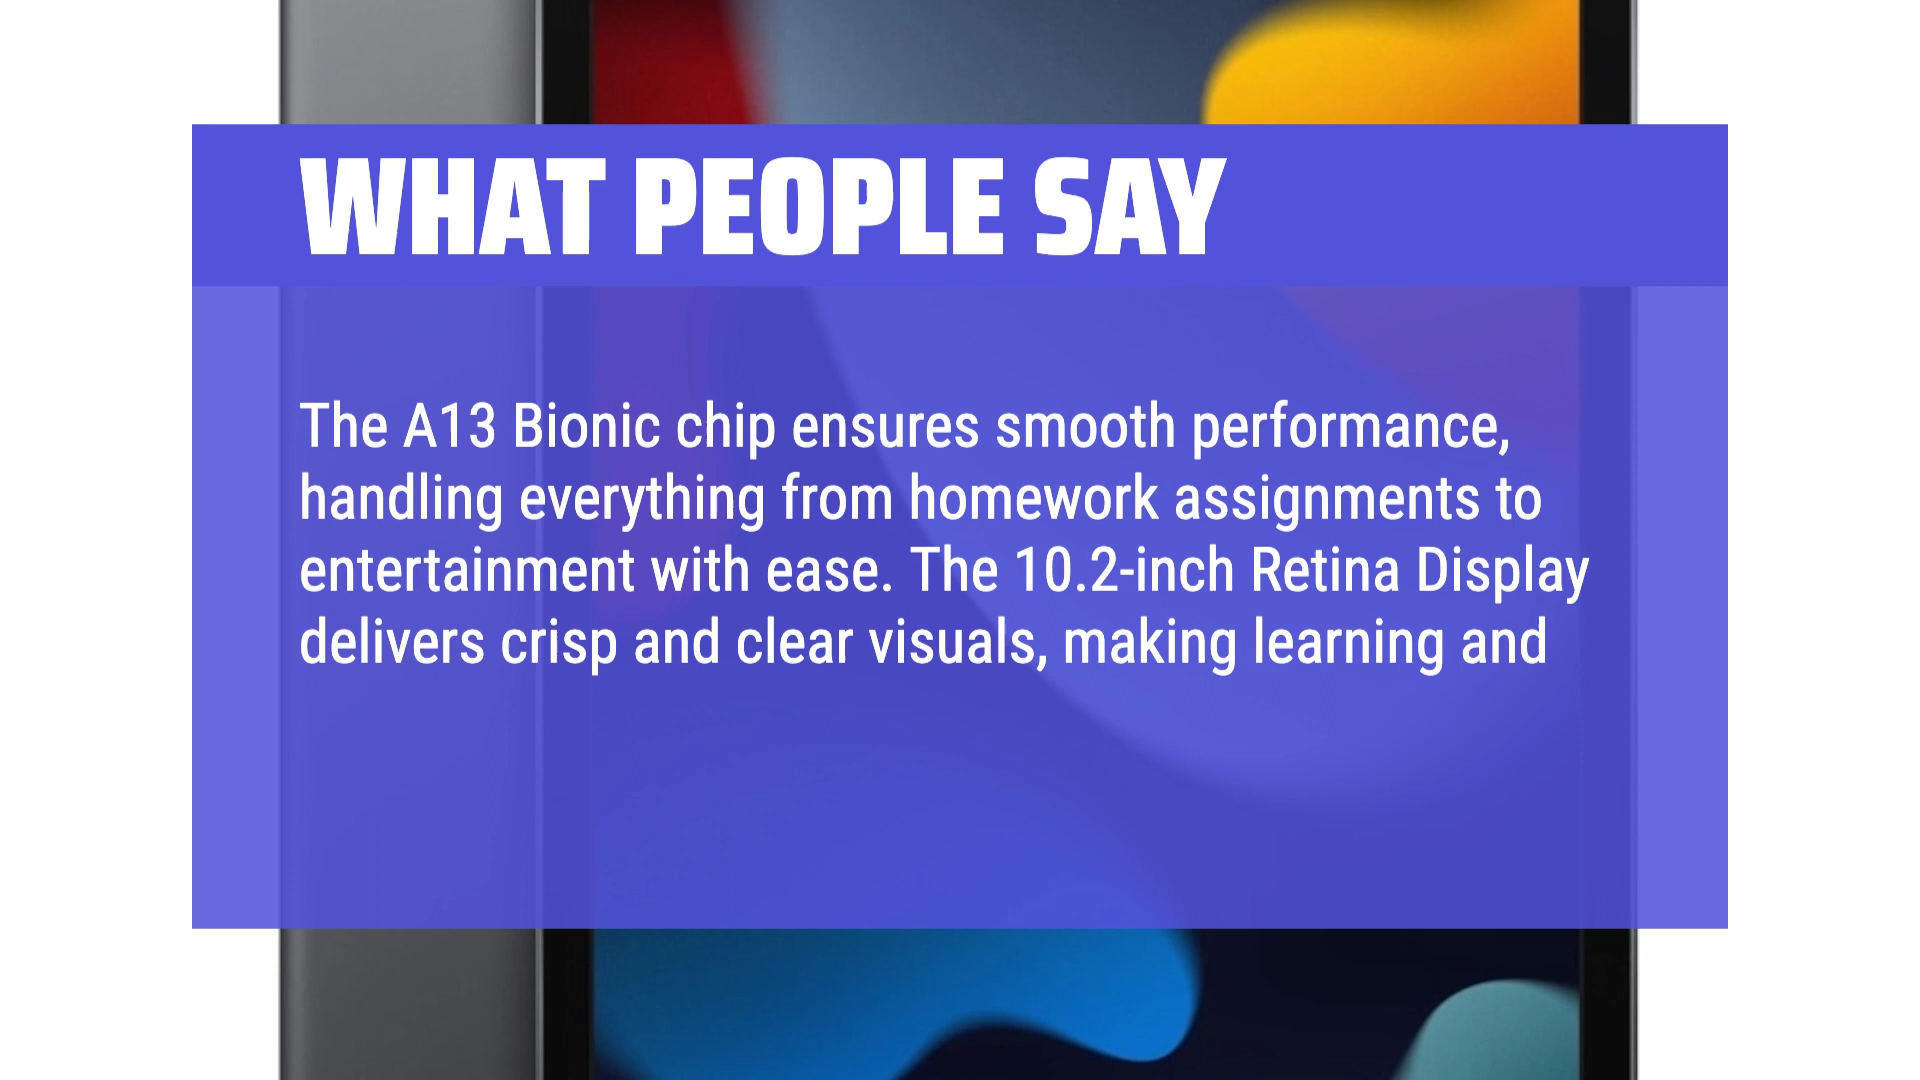 WHAT PEOPLE SAY
The A13 Bionic chip ensures smooth performance,
handling everything from homework assignments to
entertainment with ease. The 10.2-inch Retina Display
delivers crisp and clear visuals, making learning and